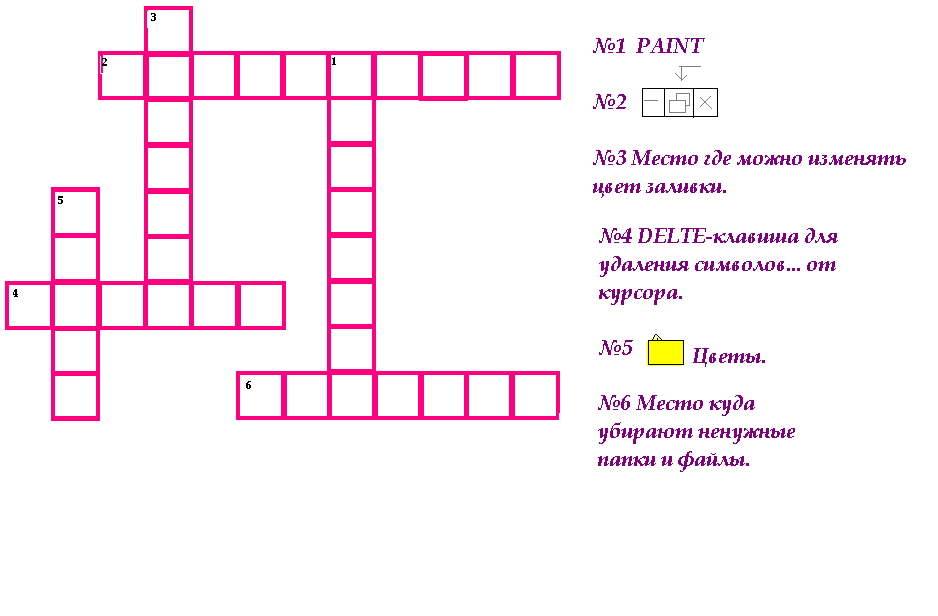 3
2
1
5
4
6
№1 PAINT
№2
№3 Место где можно изменять
цвет заливки.
№4 DELTE-клавиша для
удаления символов... от
курсора.
№5 Цветы.
№6 Место куда
убирают ненужные
папки и файлы.